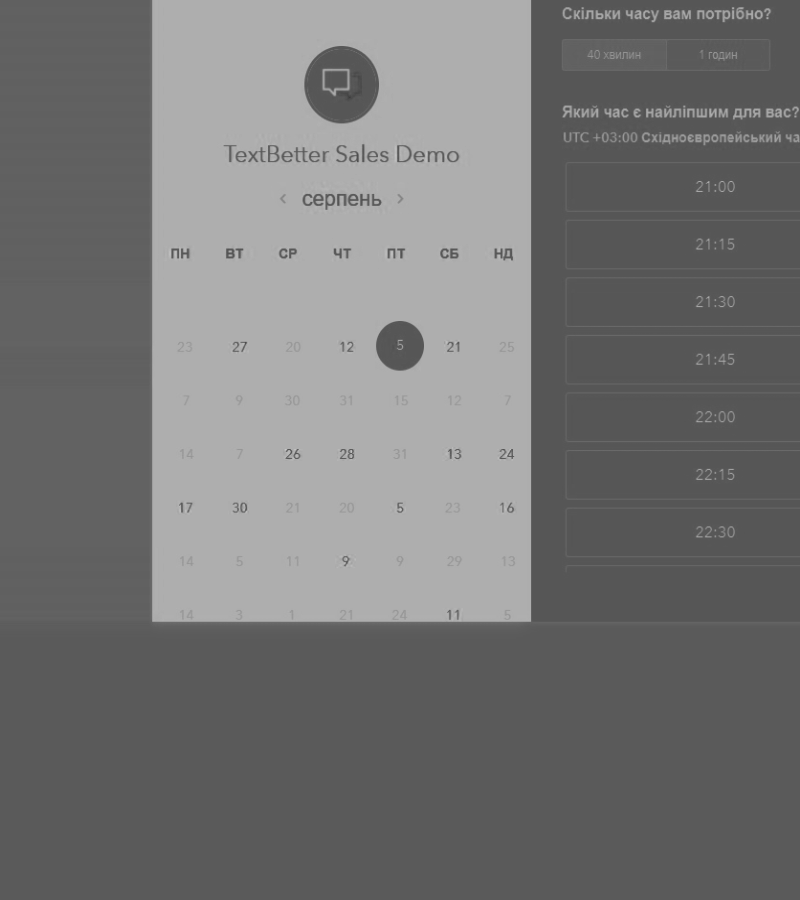 TextBetter Sales Demo
‹ серпень ›
ПН ВТ СР ЧТ ПТ СБ НД
23 27 20 12 5 21 25
7 9 30 31 15 12 7
14 7 26 28 31 13 24
17 30 21 20 5 23 16
14 5 11 9 9 29 13
14 3 1 21 24 11 5
Скільки часу вам потрібно?
40 хвилин 1 годин
Який час є найліпшим для вас?
UTC +03:00 Східноєвропейський ча
21:00
21:15
21:30
21:45
22:00
22:15
22:30